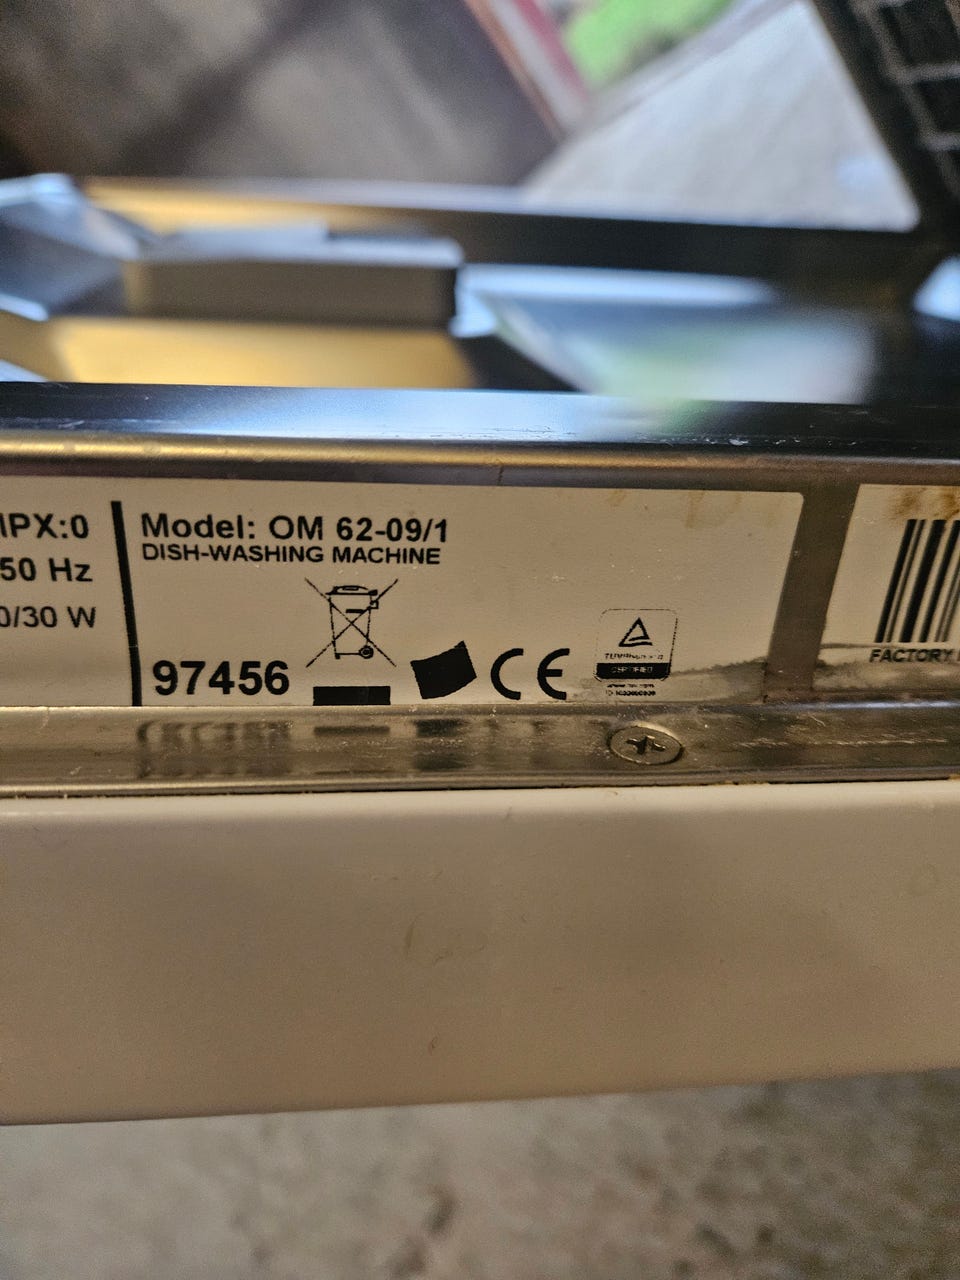 IPX:0
50 Hz
0/30 W
Model: OM 62-09/1
DISH-WASHING MACHINE
97456
CE
CERTIFIED
FACTORY